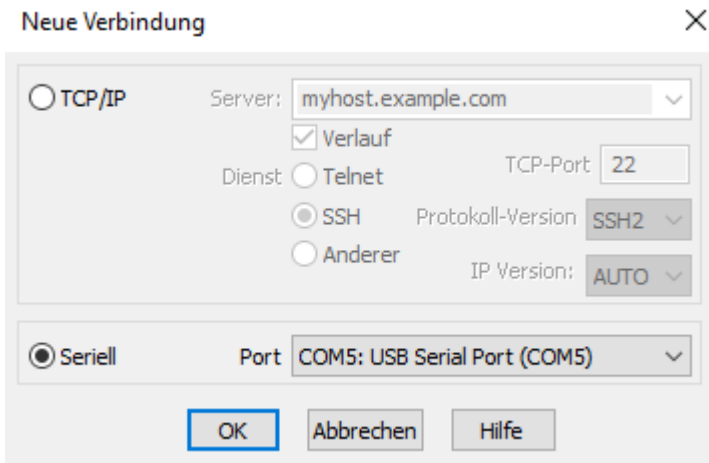 Neue Verbindung
TCP/IP Server: myhost.example.com
Verlauf
Dienst Telnet TCP-Port 22
SSH Protokoll-Version SSH2
Anderer IP Version: AUTO
Seriell Port COM5: USB Serial Port (COM5)
OK Abbrechen Hilfe